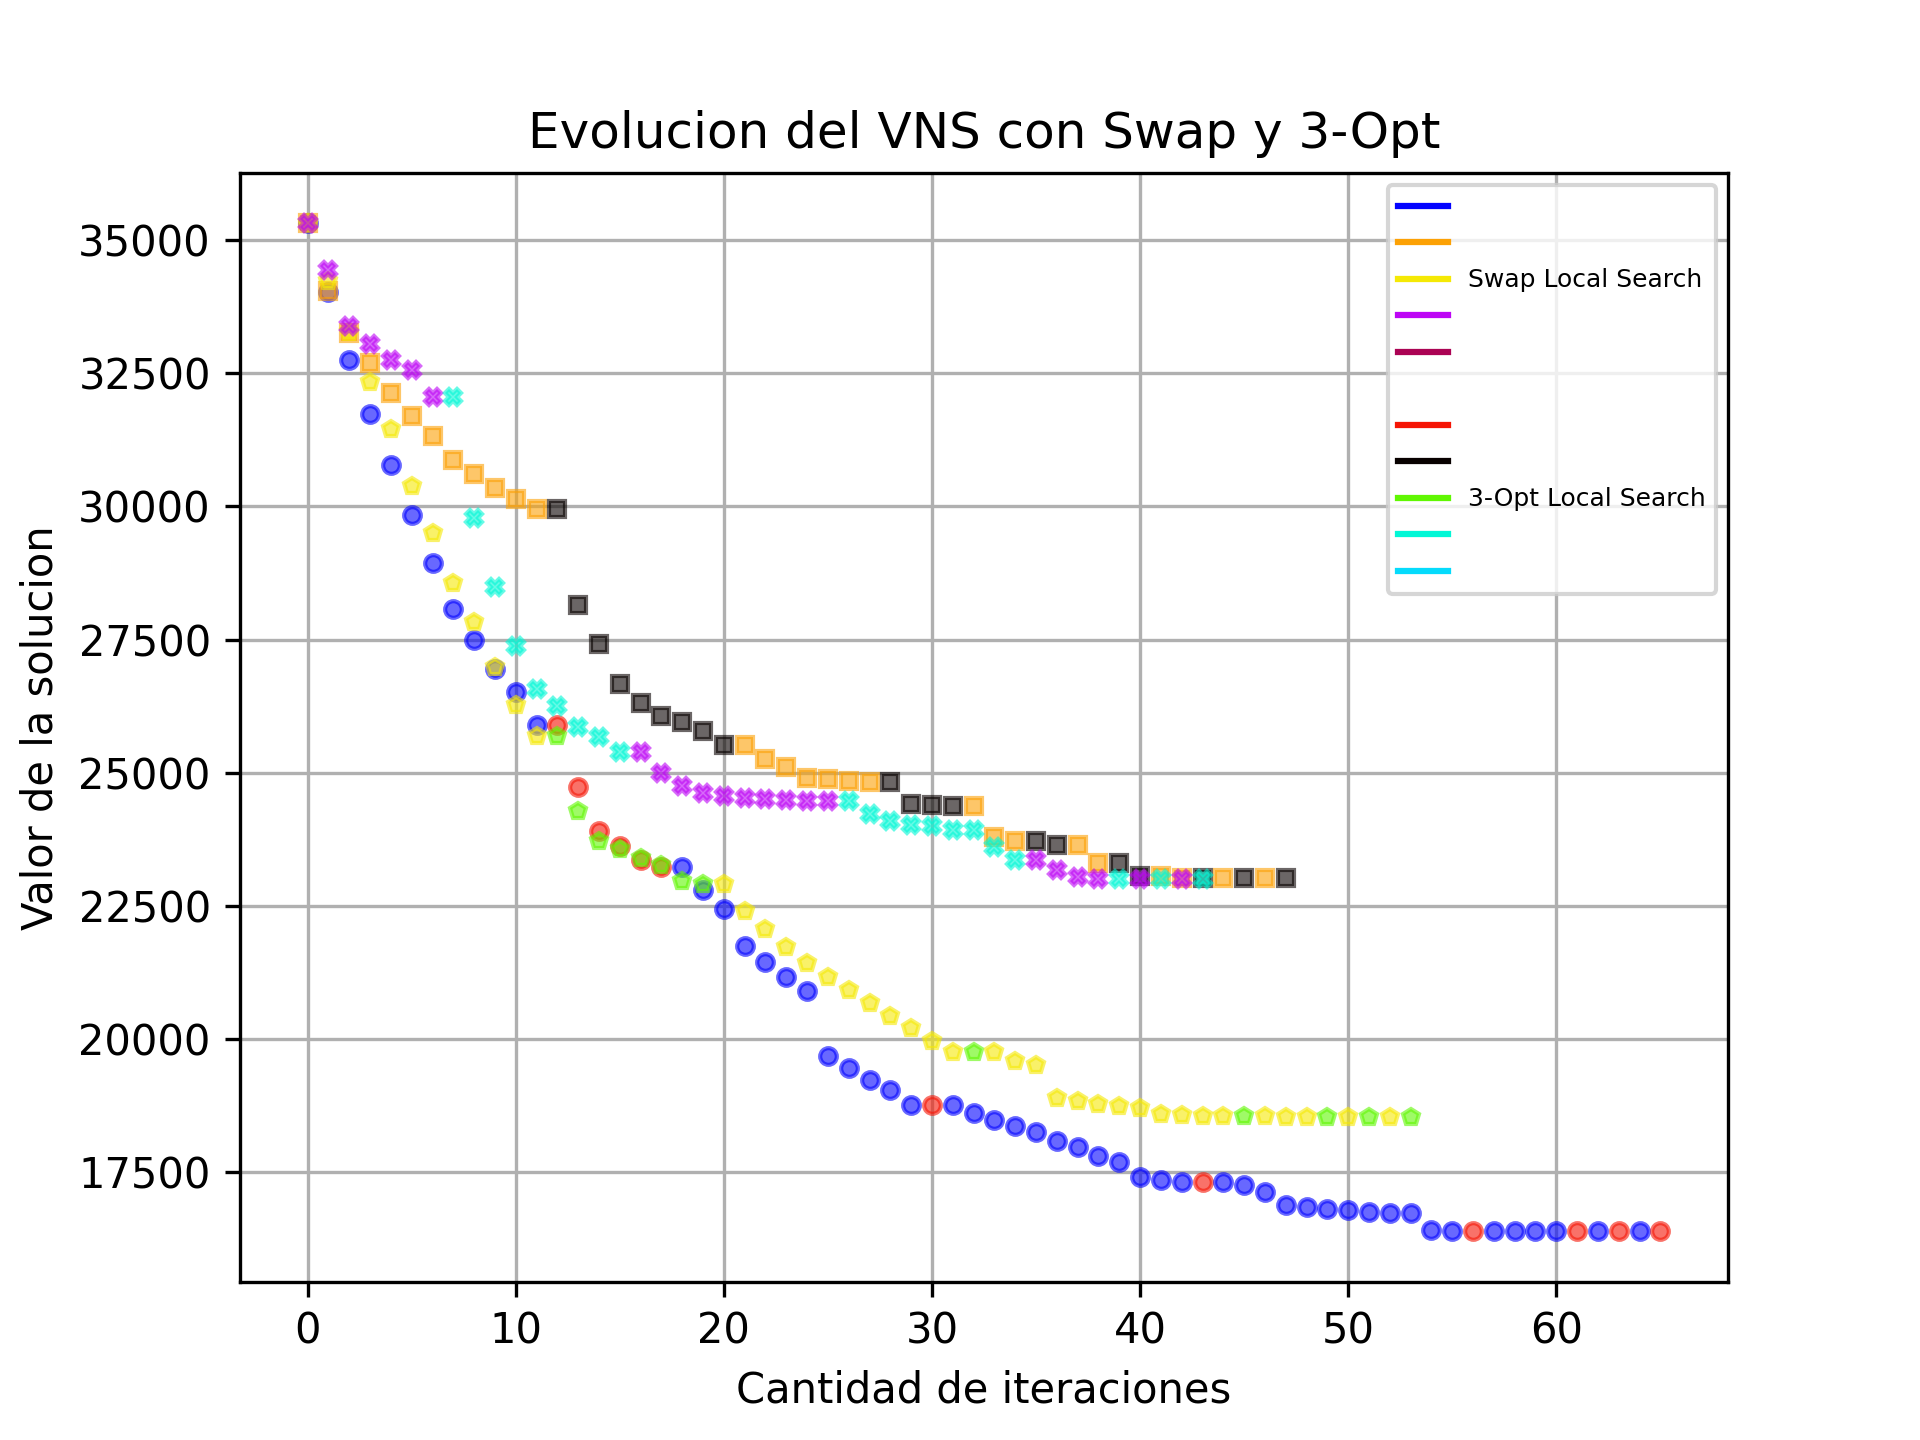 Evolucion del VNS con Swap y 3-Opt
Valor de la solucion
35000
32500
30000
27500
25000
22500
20000
17500
Swap Local Search
3-Opt Local Search
0 10 20 30 40 50 60
Cantidad de iteraciones